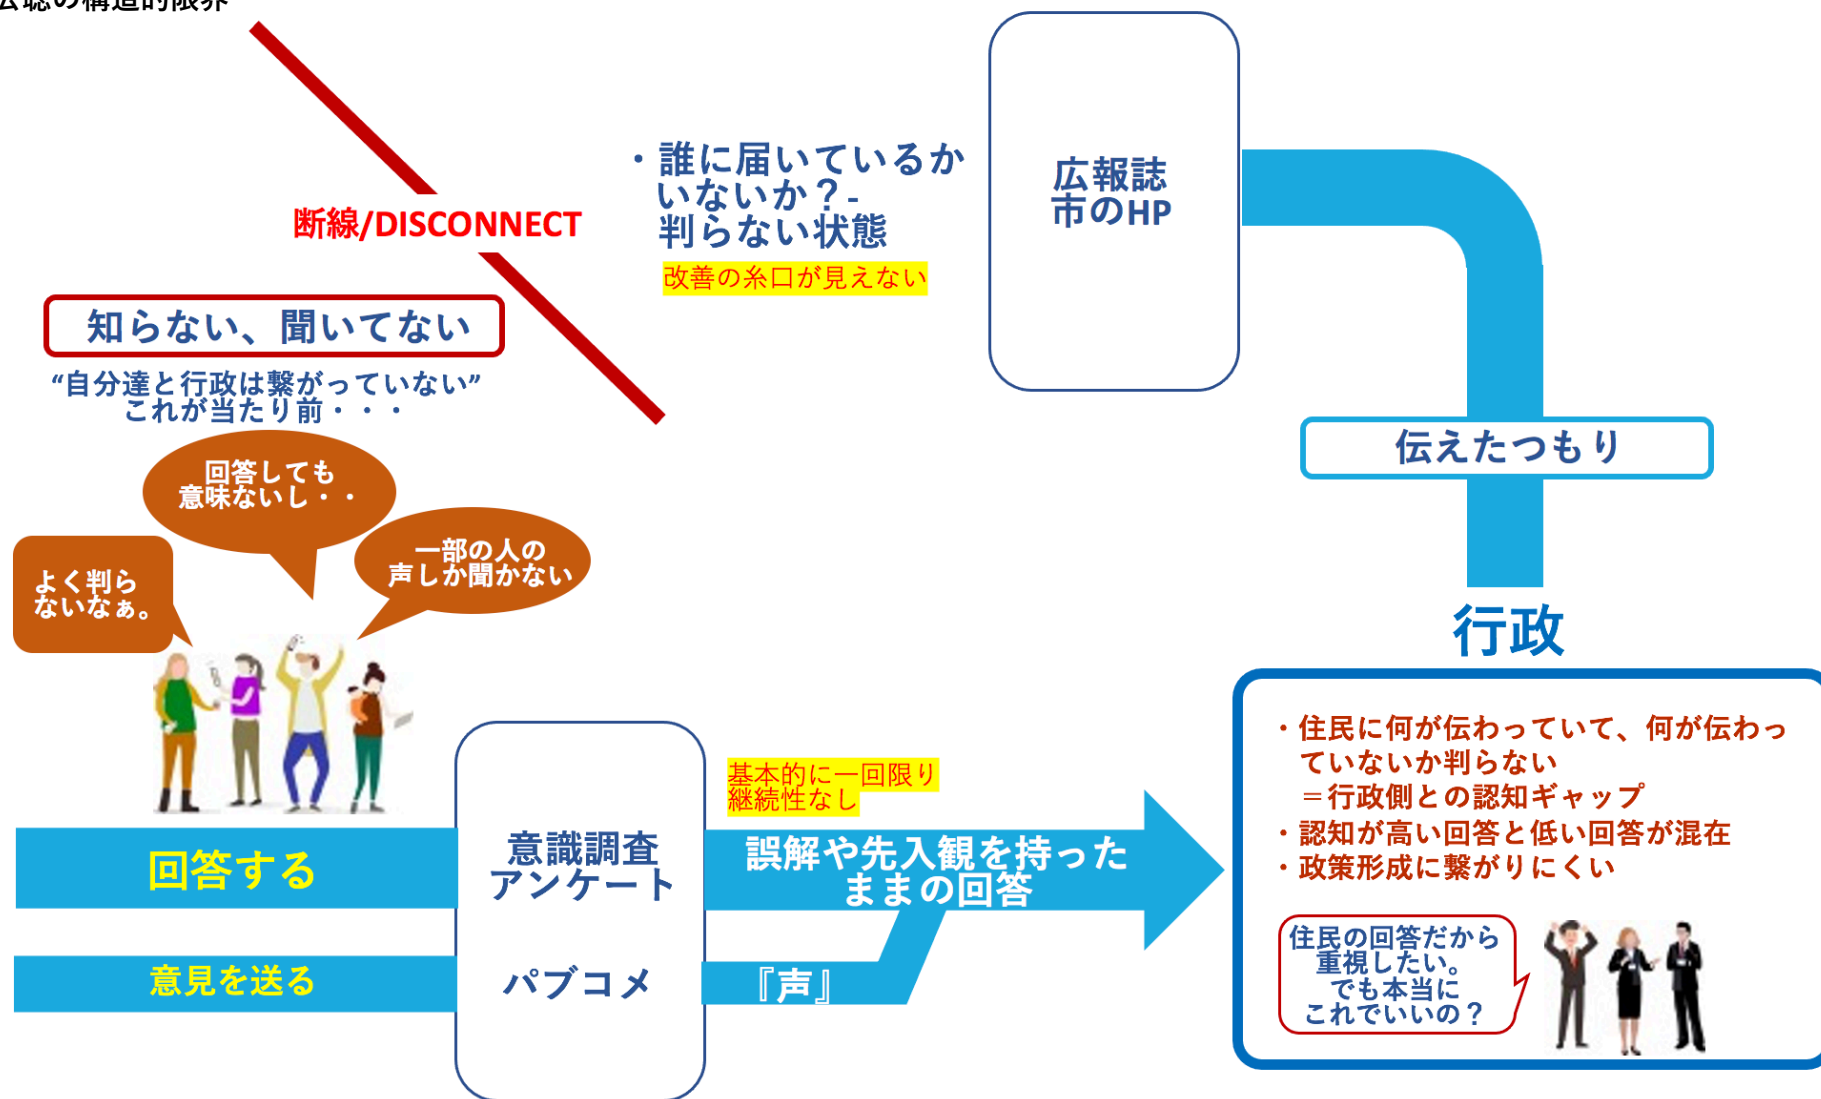 広聴の構造的限界
・誰に届いているか
いないか？-
判らない状態
改善の糸口が見えない
広報誌
市のHP
断線/DISCONNECT
知らない、聞いてない
“自分達と行政は繋がっていない”
これが当たり前・・・
伝えたつもり
回答しても
意味ないし・・
一部の人の
声しか聞かない
よく判ら
ないなぁ。
行政
・住民に何が伝わっていて、何が伝わっ
ていないか判らない
＝行政側との認知ギャップ
・認知が高い回答と低い回答が混在
・政策形成に繋がりにくい
住民の回答だから
重視したい。
でも本当に
これでいいの？
基本的に一回限り
継続性なし
回答する
意識調査
アンケート
誤解や先入観を持った
ままの回答
意見を送る
パブコメ
『声』